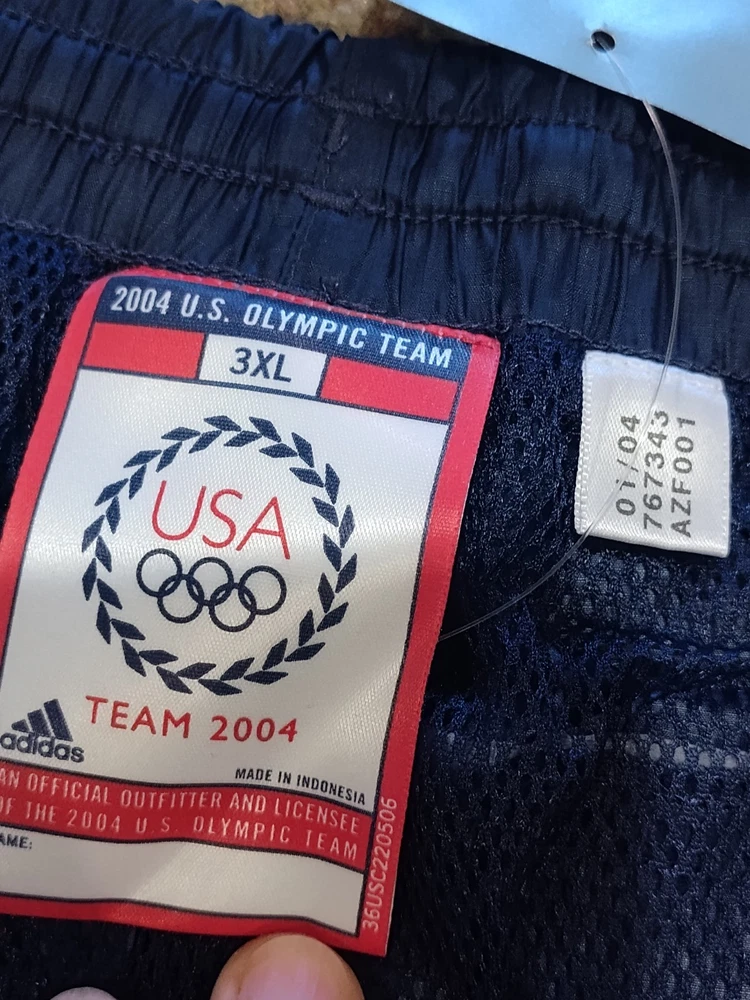 2004 U.S. OLYMPIC TEAM
3XL
USA
TEAM 2004
adidas
MADE IN INDONESIA
AN OFFICIAL OUTFITTER AND LICENSEE
OF THE 2004 U.S. OLYMPIC TEAM
AME:
36USC220506
01/04
767343
AZF001